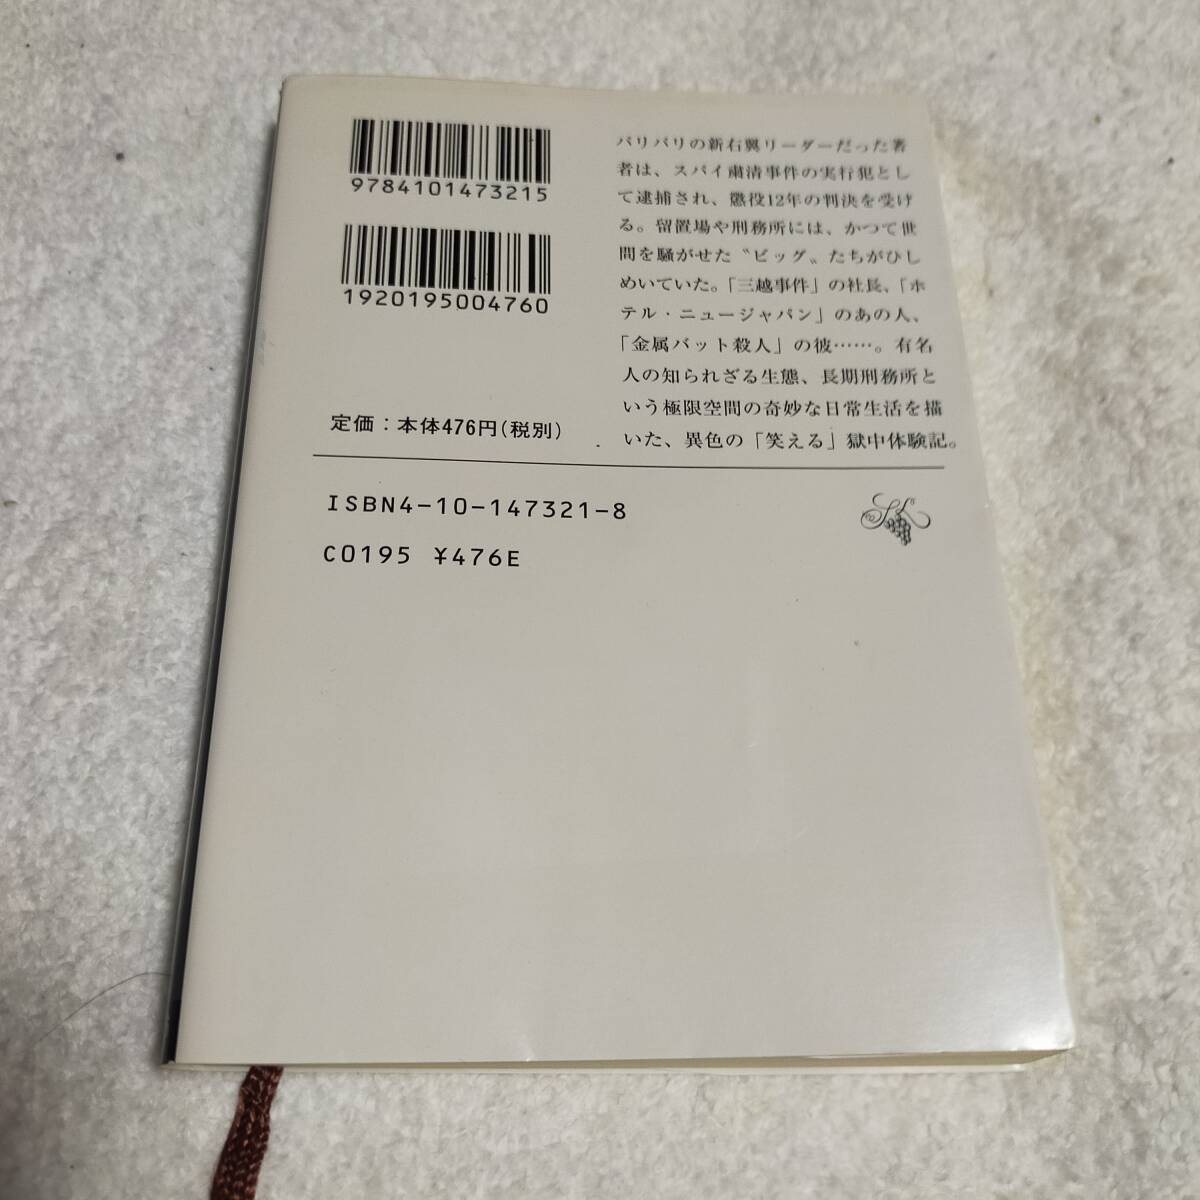 9784101473215
1920195004760
定価：本体476円(税別)
バリバリの新右翼リーダーだった著
者は、スパイ粛清事件の実行犯とし
て逮捕され、懲役12年の判決を受け
る。留置場や刑務所には、かつて世
間を騒がせた〝ビッグ〟たちがひし
めいていた。「三越事件」の社長、「ホ
テル・ニュージャパン」のあの人、
「金属バット殺人」の彼……。有名
人の知られざる生態、長期刑務所と
いう極限空間の奇妙な日常生活を描
いた、異色の「笑える」獄中体験記。
ISBN4-10-147321-8
C0195 ¥476E